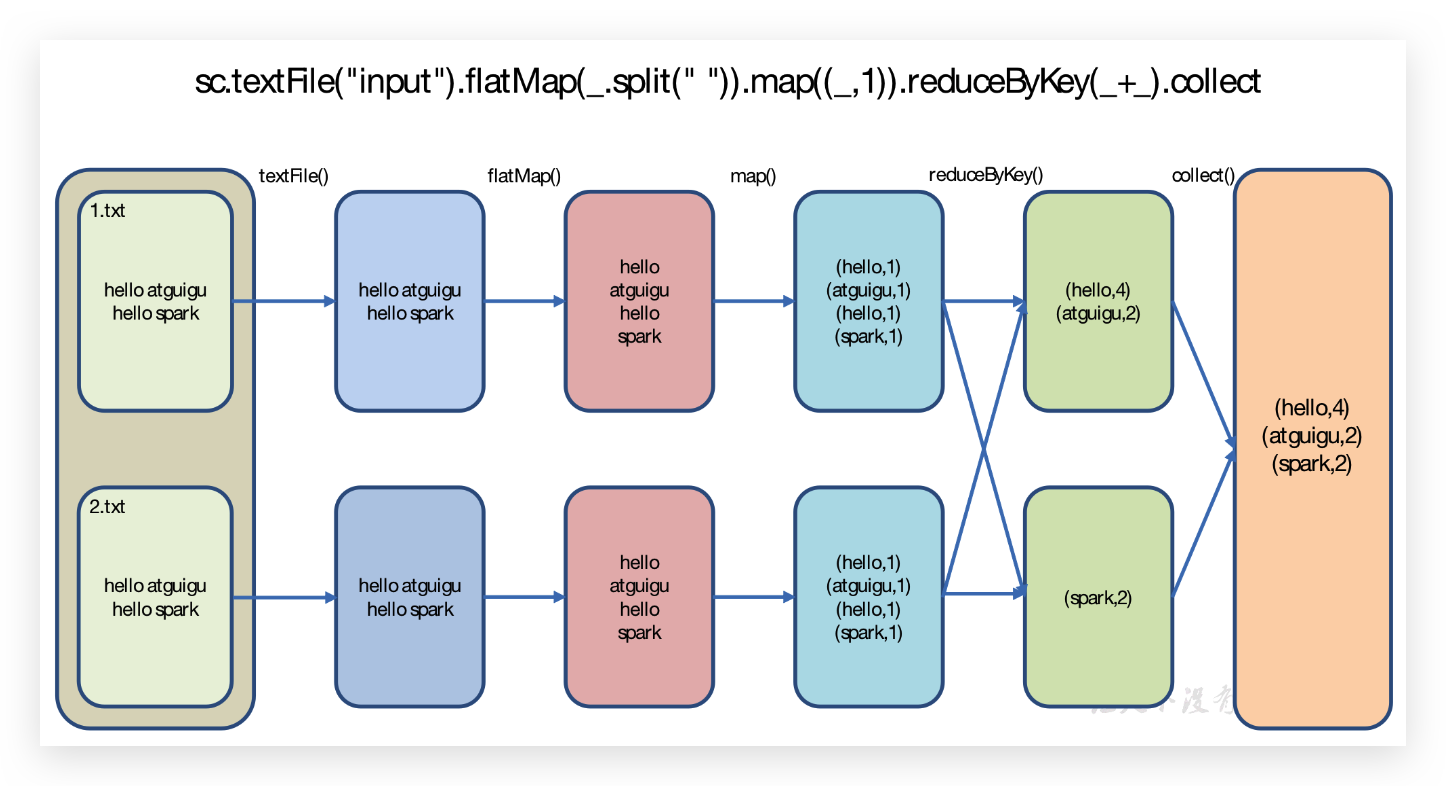 sc.textFile("input").flatMap(_.split(" ")).map((_,1)).reduceByKey(_+_).collect
textFile()
flatMap()
map()
reduceByKey()
collect()
1.txt
hello atguigu
hello spark
hello atguigu
hello spark
hello
atguigu
hello
spark
(hello,1)
(atguigu,1)
(hello,1)
(spark,1)
(hello,4)
(atguigu,2)
(hello,4)
(atguigu,2)
(spark,2)
2.txt
hello atguigu
hello spark
hello atguigu
hello spark
hello
atguigu
hello
spark
(hello,1)
(atguigu,1)
(hello,1)
(spark,1)
(spark,2)